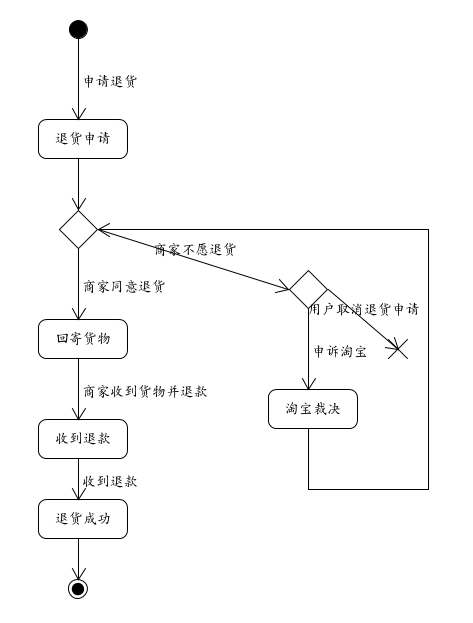 申请退货
退货申请
商家不愿退货
商家同意退货
用户取消退货申请
回寄货物
申诉淘宝
商家收到货物并退款
淘宝裁决
收到退款
收到退款
退货成功